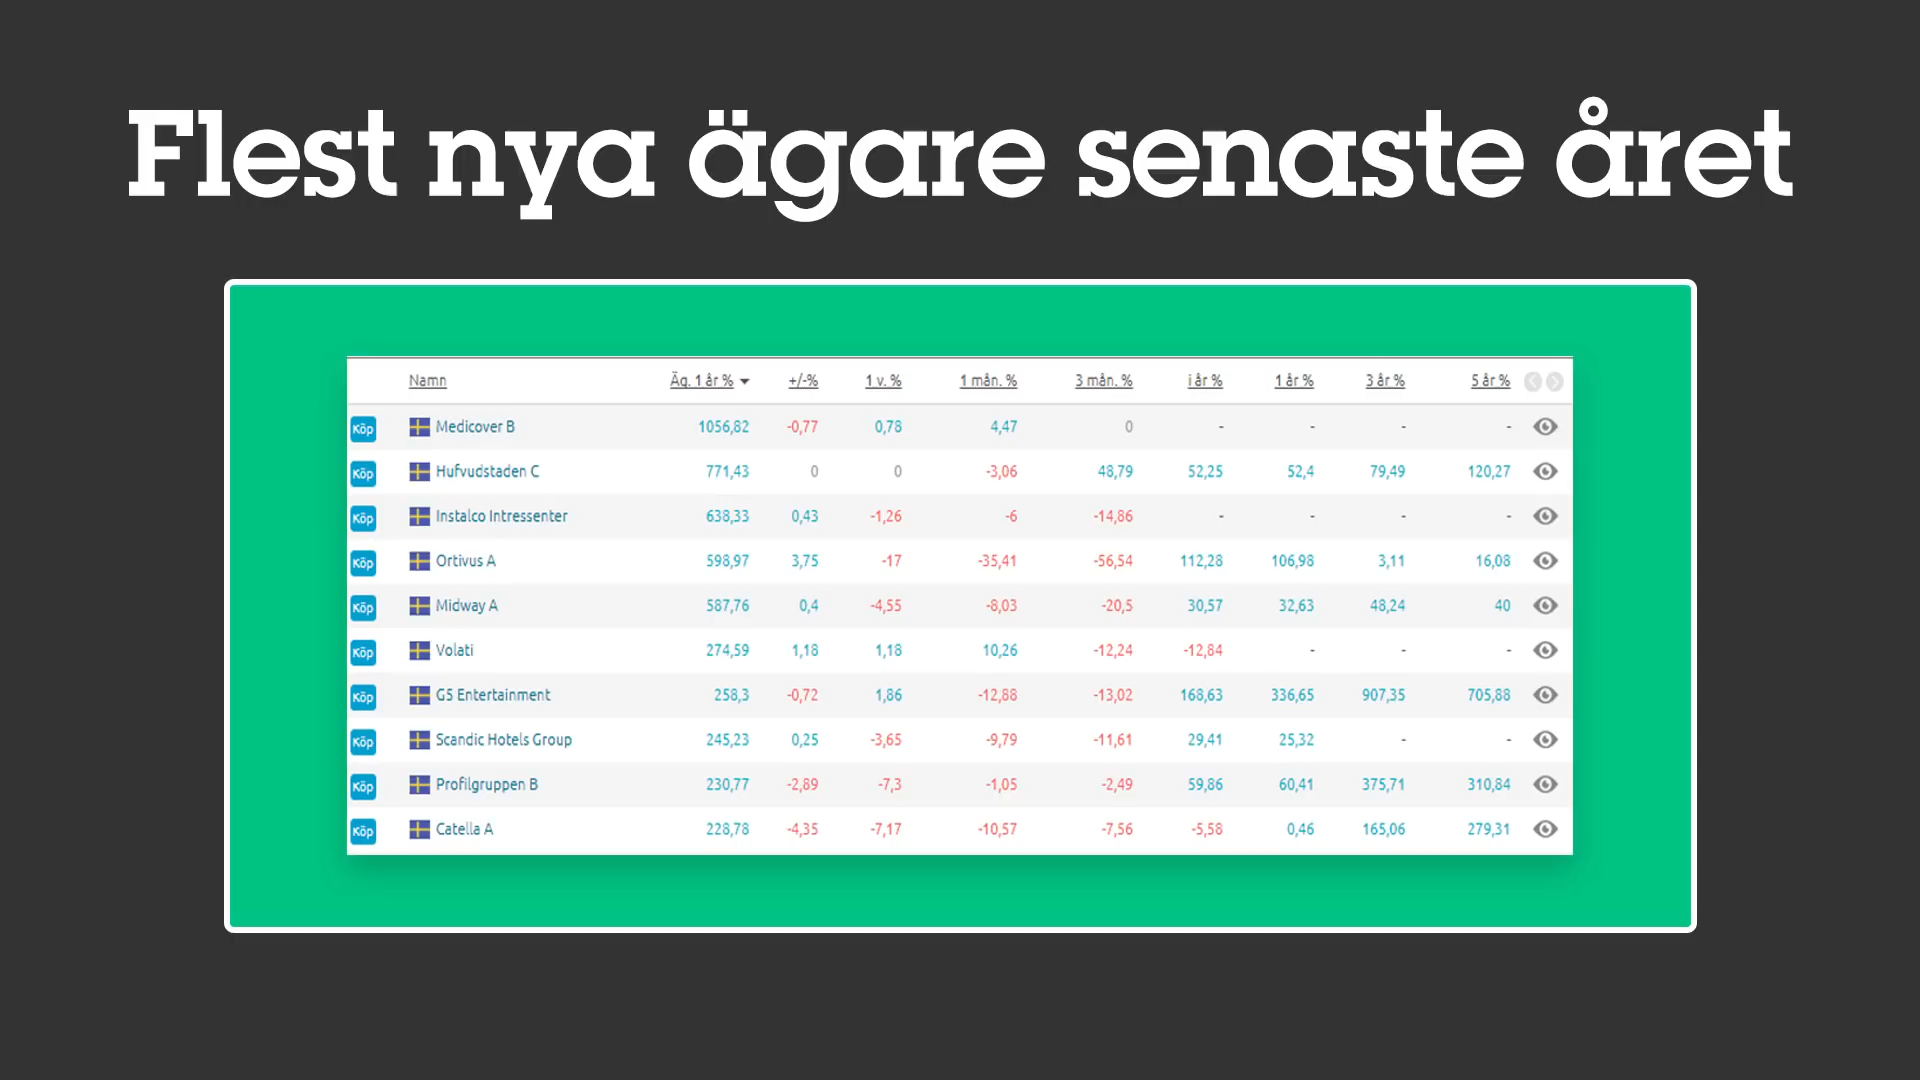 Flest nya ägare senaste året
Namn Äg. 1 år % +/-% 1 v. % 1 mån. % 3 mån. % i år % 1 år % 3 år % 5 år %
Köp Medicover B 1056,82 -0,77 0,78 4,47 0 - - - -
Köp Hufvudstaden C 771,43 0 0 -3,06 48,79 52,25 52,4 79,49 120,27
Köp Instalco Intressenter 638,33 0,43 -1,26 -6 -14,86 - - - -
Köp Ortivus A 598,97 3,75 -17 -35,41 -56,54 112,28 106,98 3,11 16,08
Köp Midway A 587,76 0,4 -4,55 -8,03 -20,5 30,57 32,63 48,24 40
Köp Volati 274,59 1,18 1,18 10,26 -12,24 -12,84 - - -
Köp G5 Entertainment 258,3 -0,72 1,86 -12,88 -13,02 168,63 336,65 907,35 705,88
Köp Scandic Hotels Group 245,23 0,25 -3,65 -9,79 -11,61 29,41 25,32 - -
Köp Profilgruppen B 230,77 -2,89 -7,3 -1,05 -2,49 59,86 60,41 375,71 310,84
Köp Catella A 228,78 -4,35 -7,17 -10,57 -7,56 -5,58 0,46 165,06 279,31